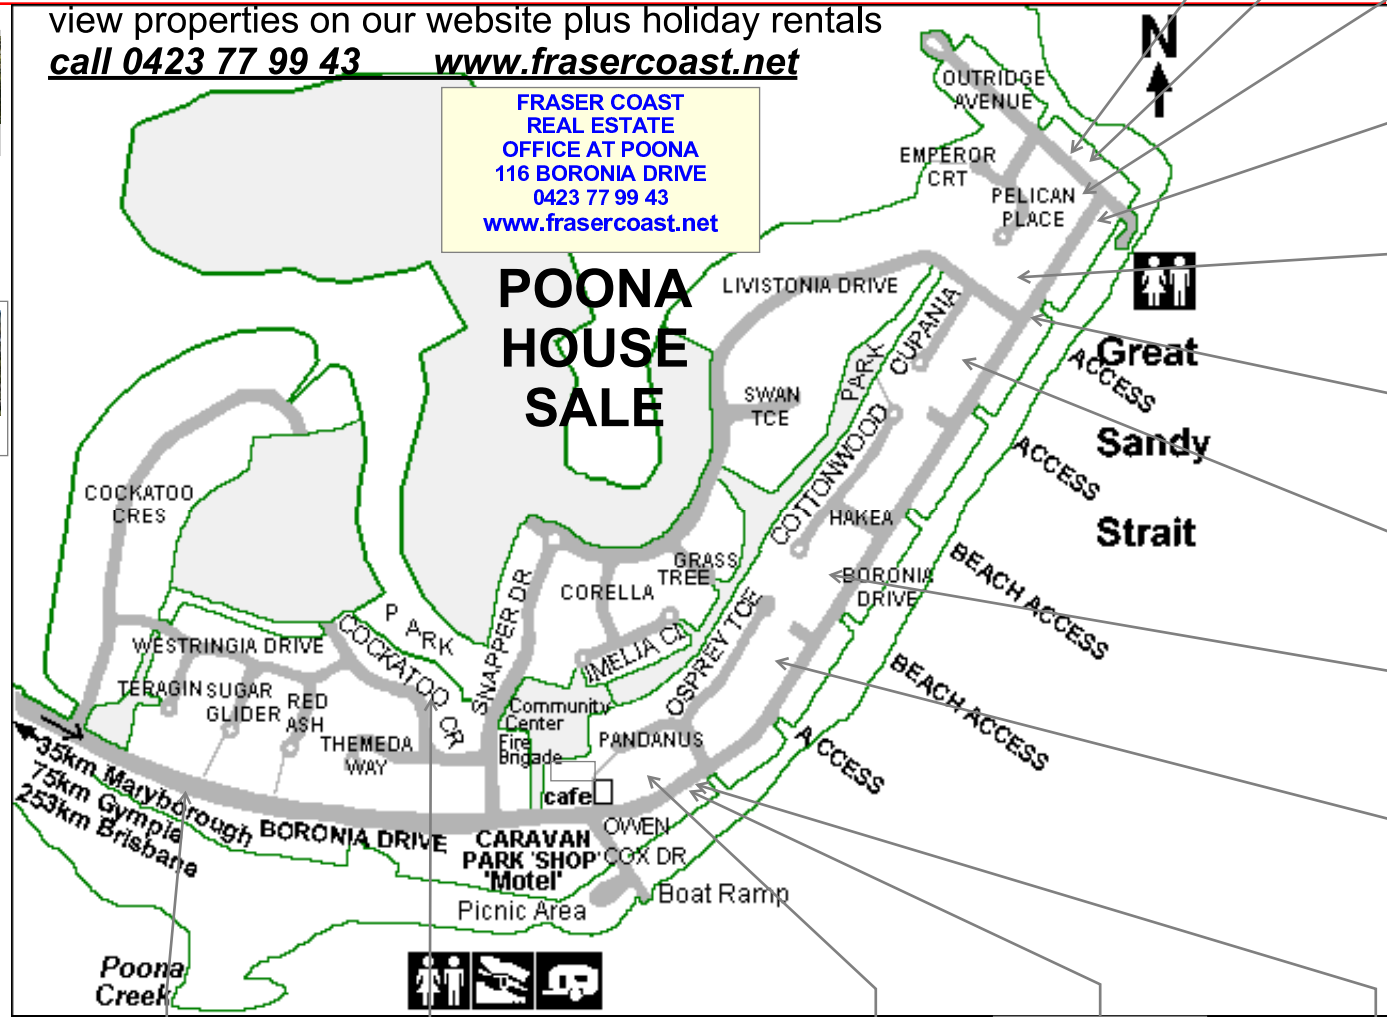 view properties on our website plus holiday rentals
call 0423 77 99 43 www.frasercoast.net
N
FRASER COAST
REAL ESTATE
OFFICE AT POONA
116 BORONIA DRIVE
0423 77 99 43
www.frasercoast.net
POONA
HOUSE
SALE
OUTRIDGE
AVENUE
EMPEROR
CRT
PELICAN
PLACE
LIVISTONIA DRIVE
CUPANIA
PARK
SWAN
TCE
COTTONWOOD
HAKEA
Great
Sandy
Strait
ACCESS
ACCESS
BEACH ACCESS
BEACH ACCESS
ACCESS
BORONIA
DRIVE
GRASS
TREE
CORELLA
OSPREY TCE
IMELIA CT
SNAPPER DR
PARK
COCKATOO
CRES
WESTRINGIA DRIVE
COCKATOO CR
TERAGIN
SUGAR
GLIDER
RED
ASH
THEMEDA
WAY
Community
Center
Fire
Brigade
PANDANUS
cafe
35km Maryborough
75km Gympia
253km Brisbana
BORONIA DRIVE
CARAVAN
PARK 'SHOP'
'Motel'
OWEN
COX DR
Boat Ramp
Picnic Area
Poona
Creek